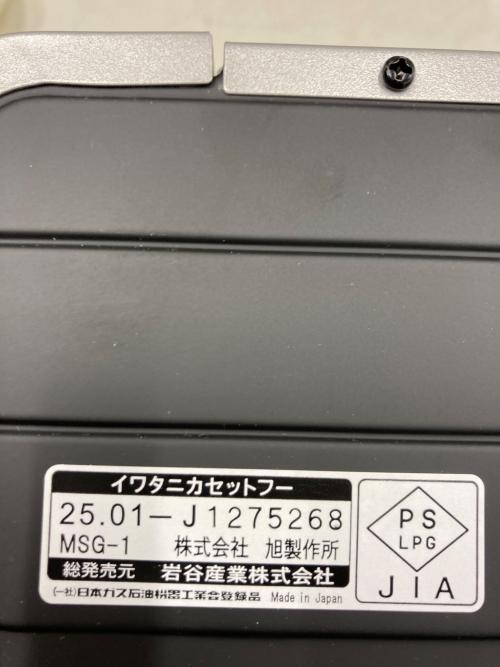 イワタニカセットフー
25.01-J1275268
MSG-1 株式会社 旭製作所
総発売元 岩谷産業株式会社
(一社)日本ガス石油機器工業会登録品 Made in Japan
PS
LPG
JIA